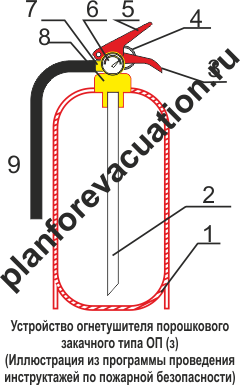 7
6
5
4
8
3
9
2
1
planforevacuation.ru
Устройство огнетушителя порошкового
закачного типа ОП (з)
(Иллюстрация из программы проведения
инструктажей по пожарной безопасности)